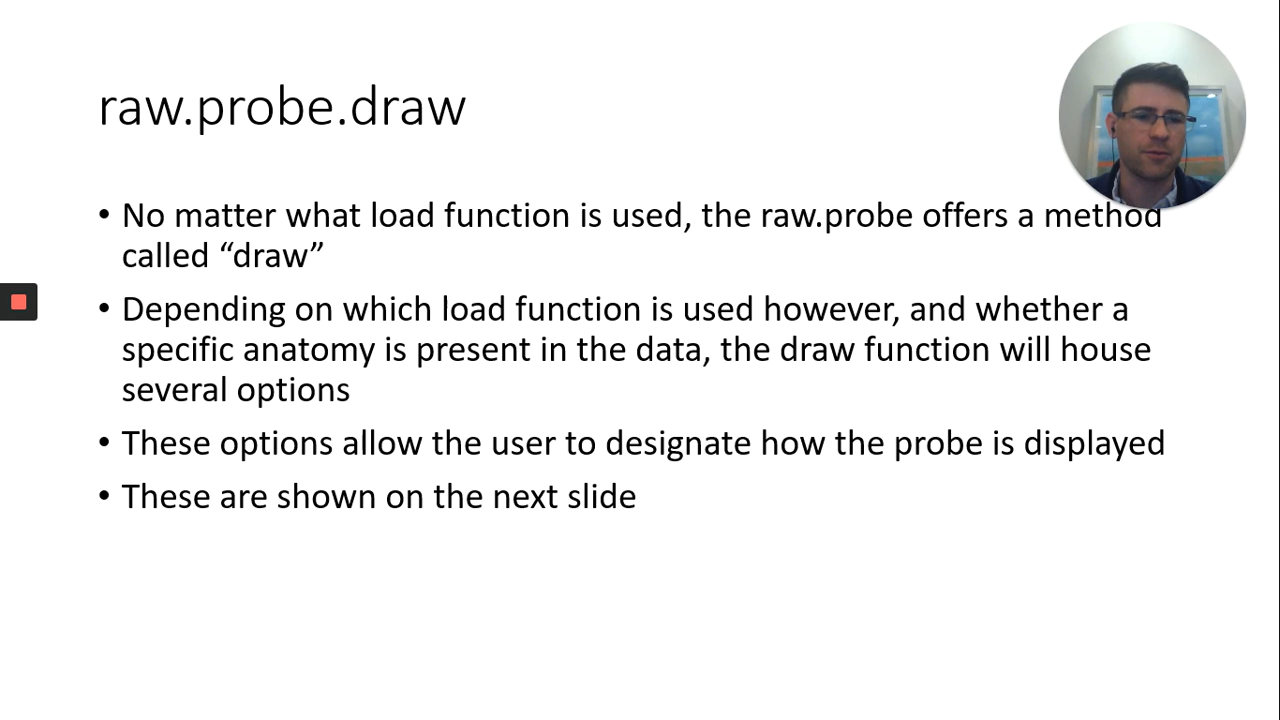 raw.probe.draw
• No matter what load function is used, the raw.probe offers a method
called “draw”
• Depending on which load function is used however, and whether a
specific anatomy is present in the data, the draw function will house
several options
• These options allow the user to designate how the probe is displayed
• These are shown on the next slide